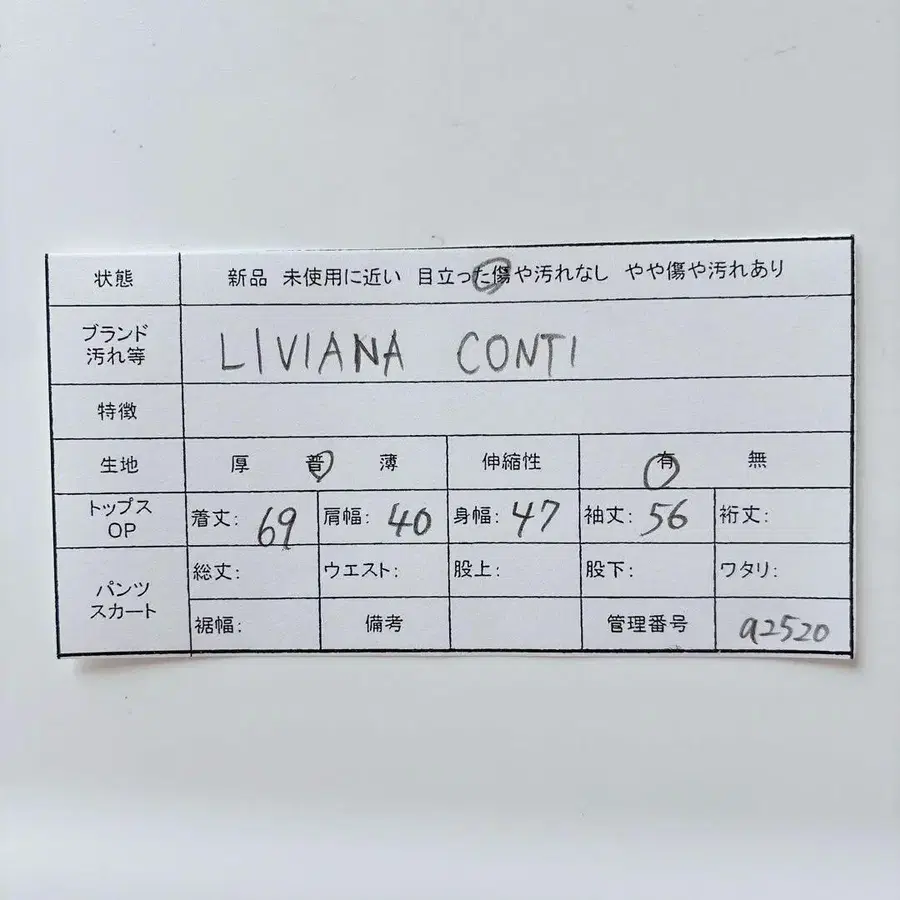 状態 新品 未使用に近い 目立った傷や汚れなし やや傷や汚れあり
ブランド
汚れ等 LIVIANA CONTI
特徴
生地 厚 普 薄 伸縮性 有 無
トップス
OP 着丈: 69 肩幅: 40 身幅: 47 袖丈: 56 裄丈:
パンツ
スカート 総丈: ウエスト: 股上: 股下: ワタリ:
裾幅: 備考 管理番号 a2520